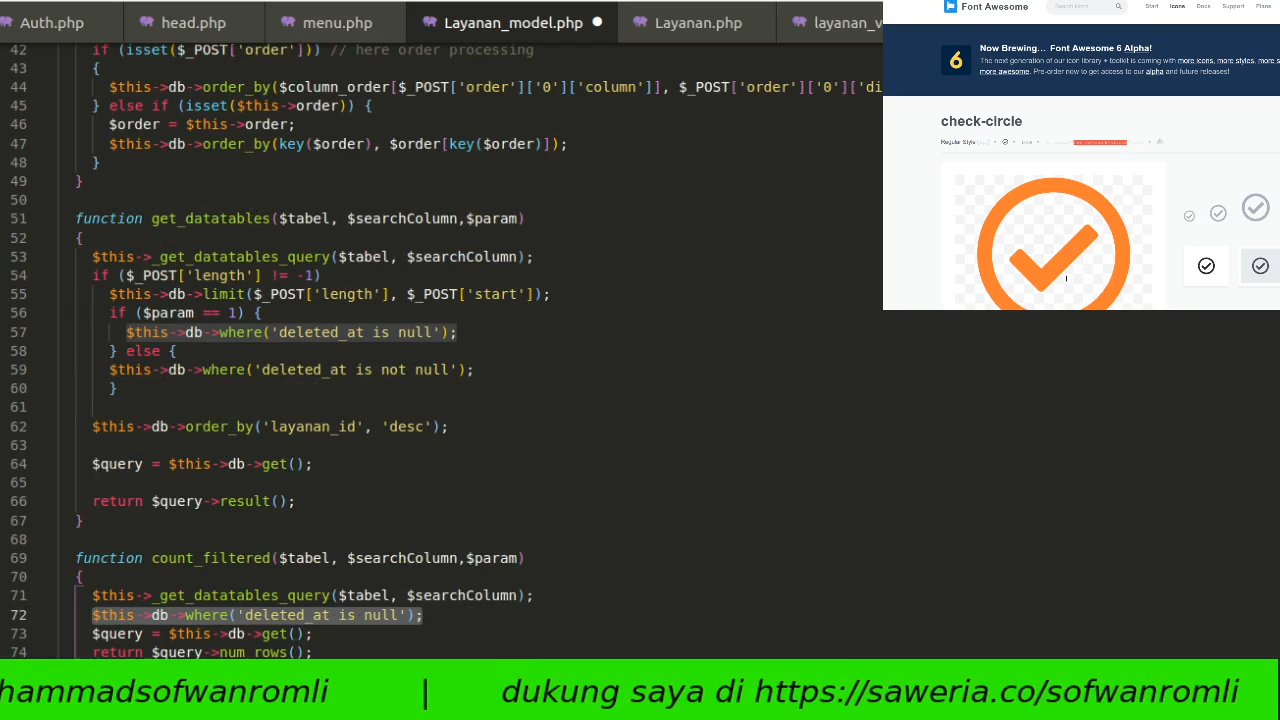 Auth.php head.php menu.php Layanan_model.php Layanan.php layanan_v
42 if (isset($_POST['order'])) // here order processing
43 {
44 $this->db->order_by($column_order[$_POST['order']['0']['column']], $_POST['order']['0']['di
45 } else if (isset($this->order)) {
46 $order = $this->order;
47 $this->db->order_by(key($order), $order[key($order)]);
48 }
49 }
50
51 function get_datatables($tabel, $searchColumn,$param)
52 {
53 $this->_get_datatables_query($tabel, $searchColumn);
54 if ($_POST['length'] != -1)
55 $this->db->limit($_POST['length'], $_POST['start']);
56 if ($param == 1) {
57 $this->db->where('deleted_at is null');
58 } else {
59 $this->db->where('deleted_at is not null');
60 }
61
62 $this->db->order_by('layanan_id', 'desc');
63
64 $query = $this->db->get();
65
66 return $query->result();
67 }
68
69 function count_filtered($tabel, $searchColumn,$param)
70 {
71 $this->_get_datatables_query($tabel, $searchColumn);
72 $this->db->where('deleted_at is null');
73 $query = $this->db->get();
74 return $query->num_rows();
Font Awesome Search icons... Start Icons Docs Support Plans
6
Now Brewing... Font Awesome 6 Alpha!
The next generation of our icon library + toolkit is coming with more icons, more styles, more s
more awesome. Pre-order now to get access to our alpha and future releases!
check-circle
Regular Style
hammadsofwanromli | dukung saya di https://saweria.co/sofwanromli